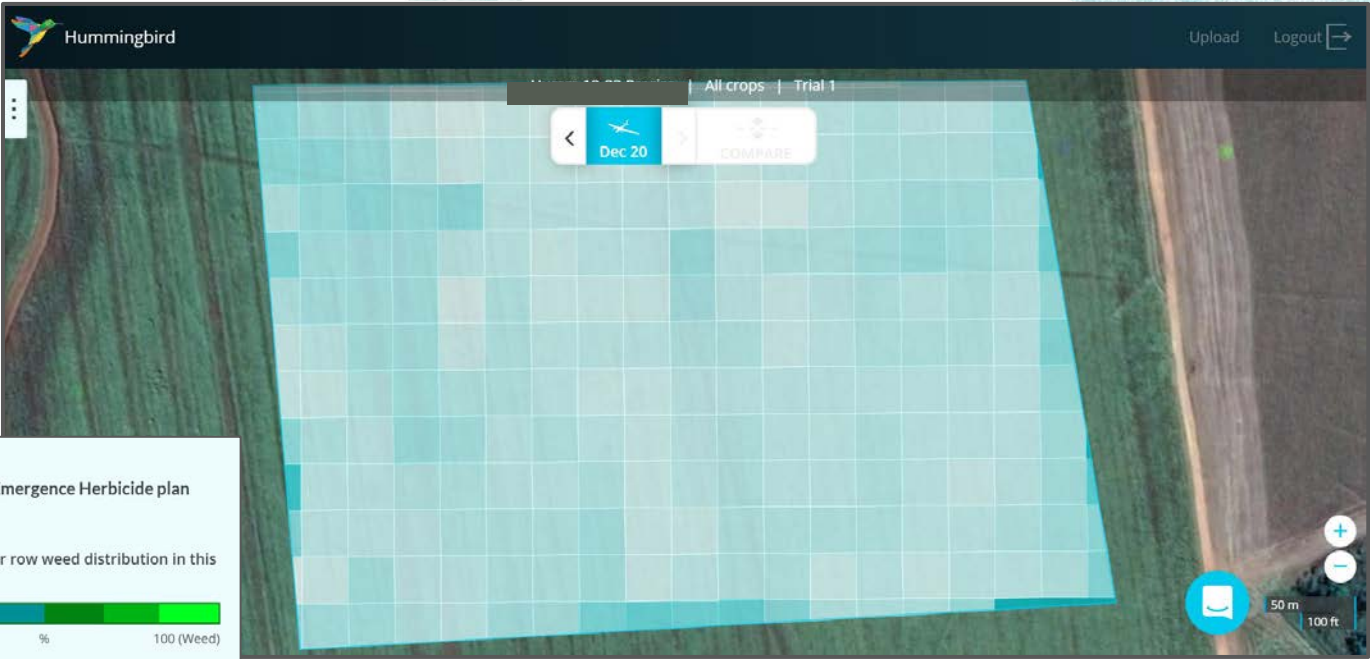 Hummingbird
Upload
Logout
| All crops | Trial 1
Dec 20
COMPARE
mergence Herbicide plan
r row weed distribution in this
% 100 (Weed)
50 m
100 ft